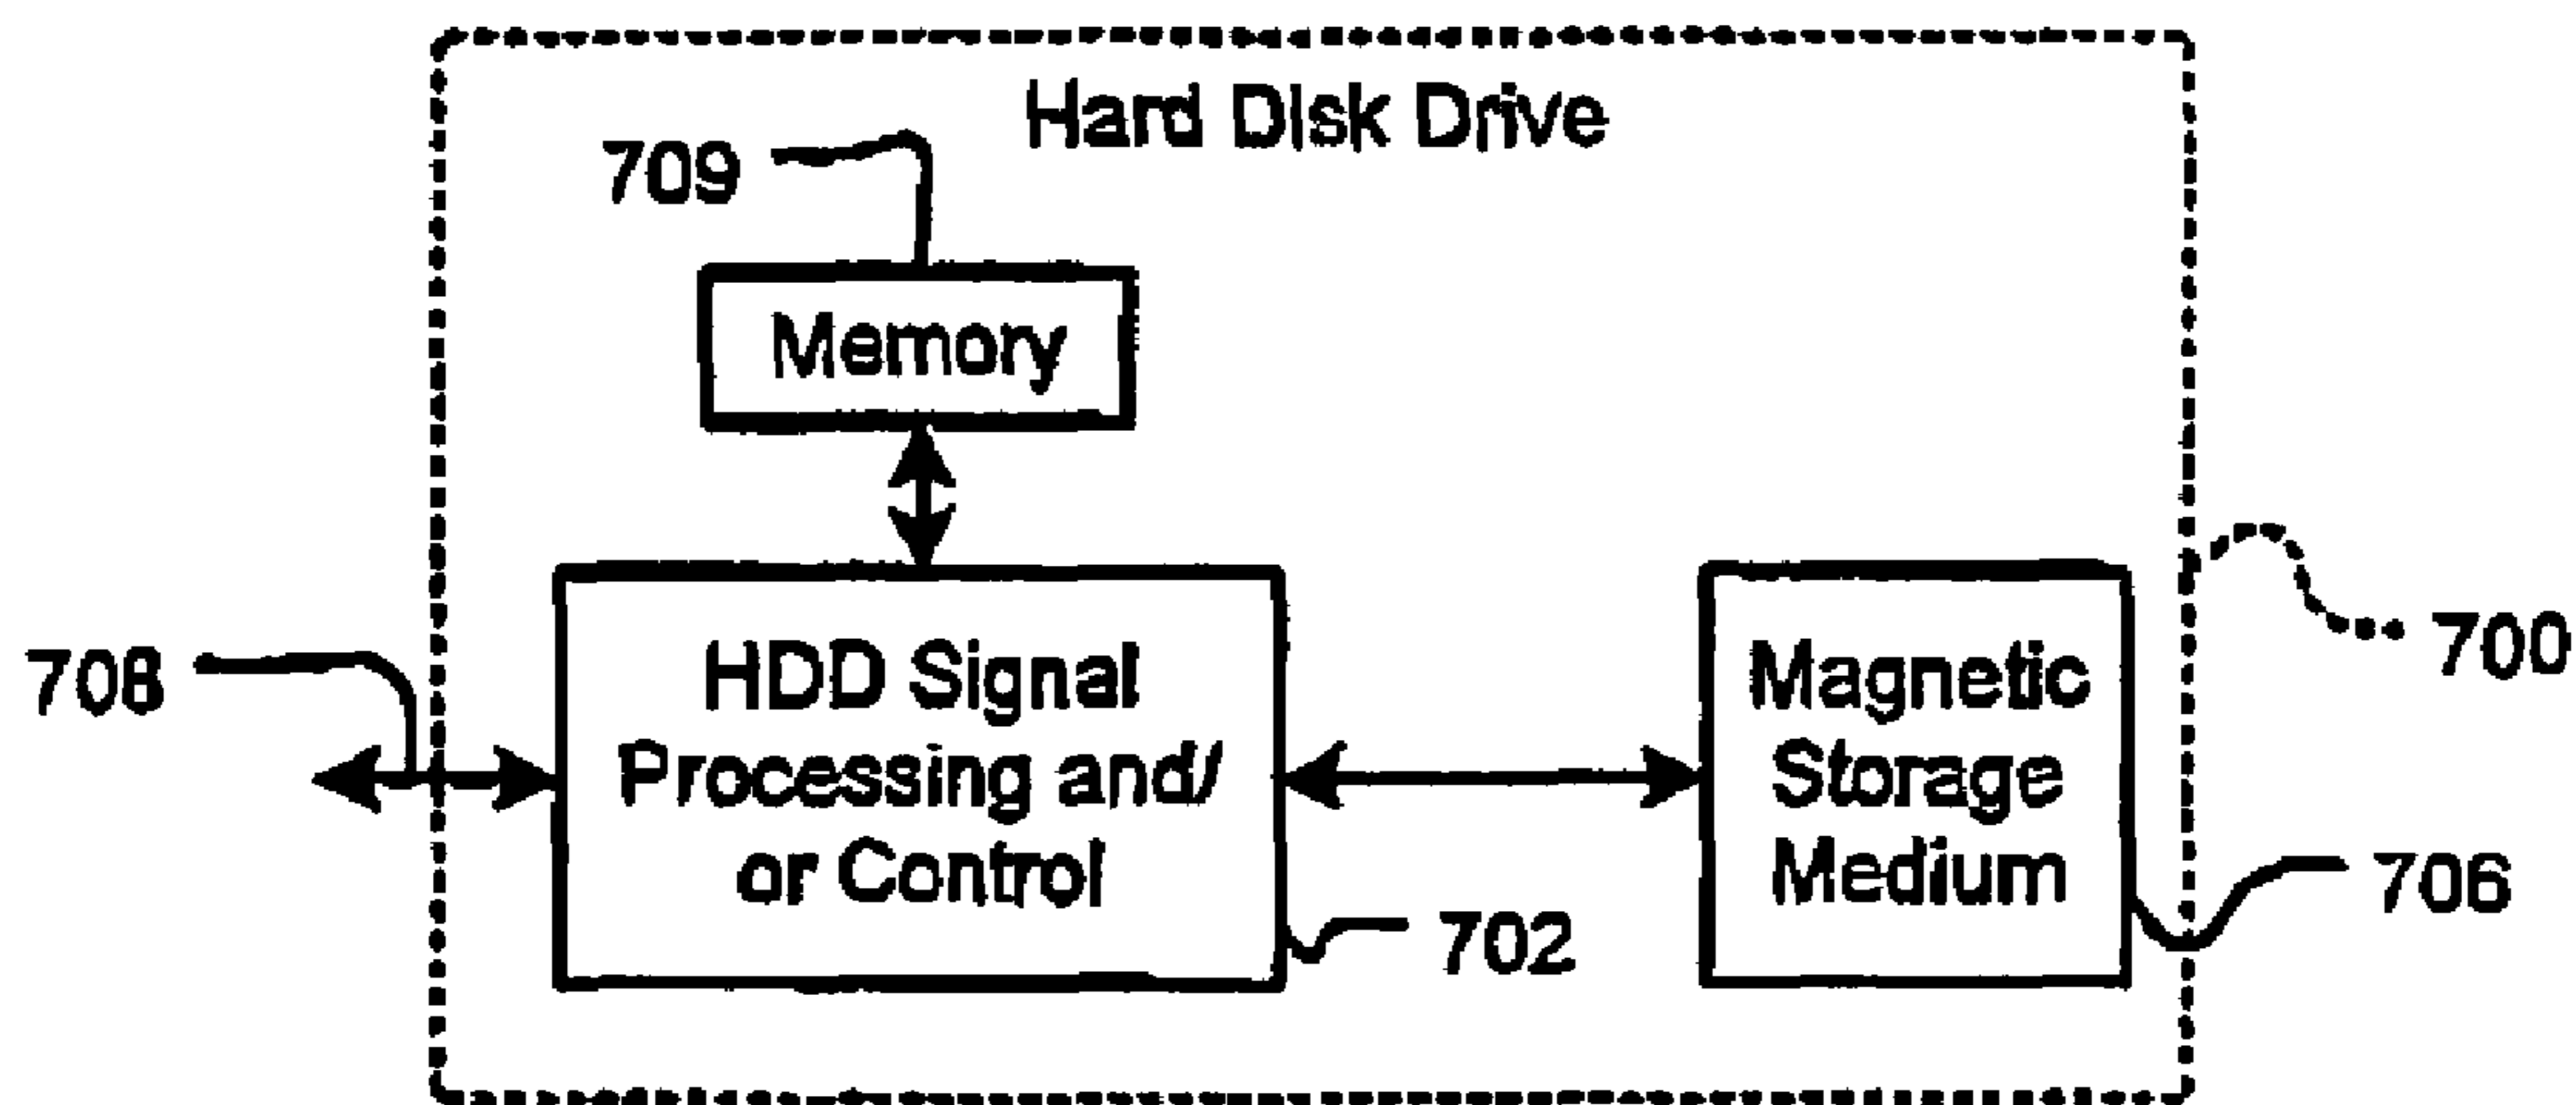 Hard Disk Drive
709
Memory
708
HDD Signal
Processing and/
or Control
702
Magnetic
Storage
Medium
700
706